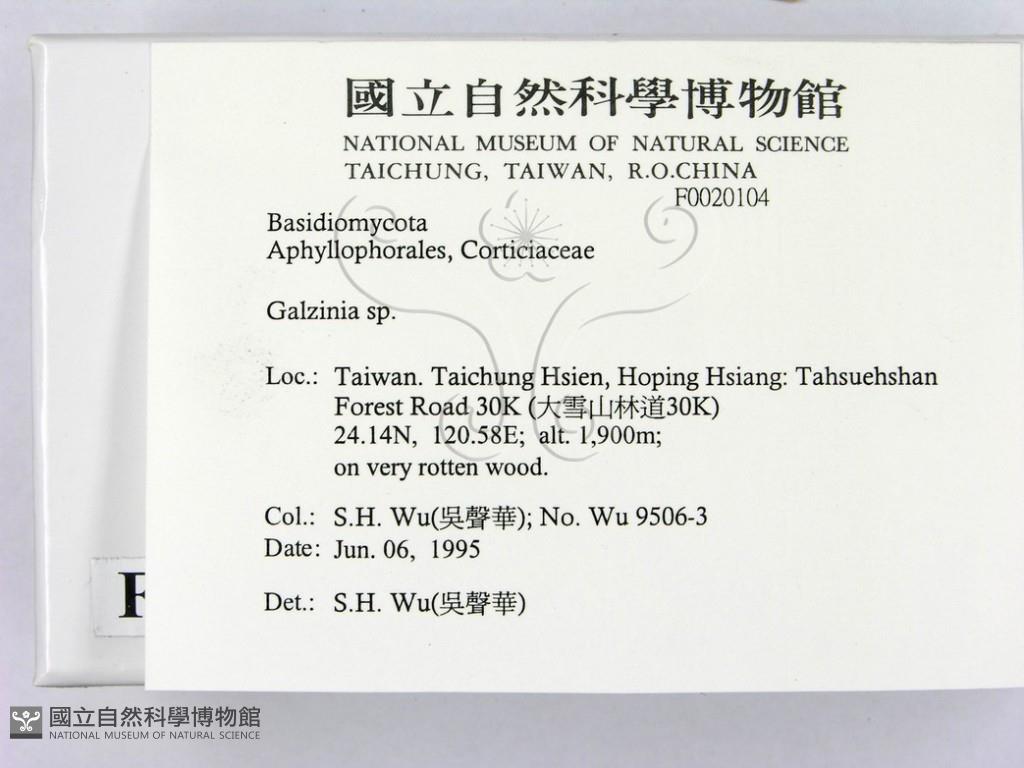 國立自然科學博物館
NATIONAL MUSEUM OF NATURAL SCIENCE
TAICHUNG, TAIWAN, R.O.CHINA
F0020104
Basidiomycota
Aphyllophorales, Corticiaceae
Galzinia sp.
Loc.: Taiwan. Taichung Hsien, Hoping Hsiang: Tahsuehshan
Forest Road 30K (大雪山林道30K)
24.14N, 120.58E; alt. 1,900m;
on very rotten wood.
Col.: S.H. Wu(吳聲華); No. Wu 9506-3
Date: Jun. 06, 1995
Det.: S.H. Wu(吳聲華)
F
國立自然科學博物館
NATIONAL MUSEUM OF NATURAL SCIENCE